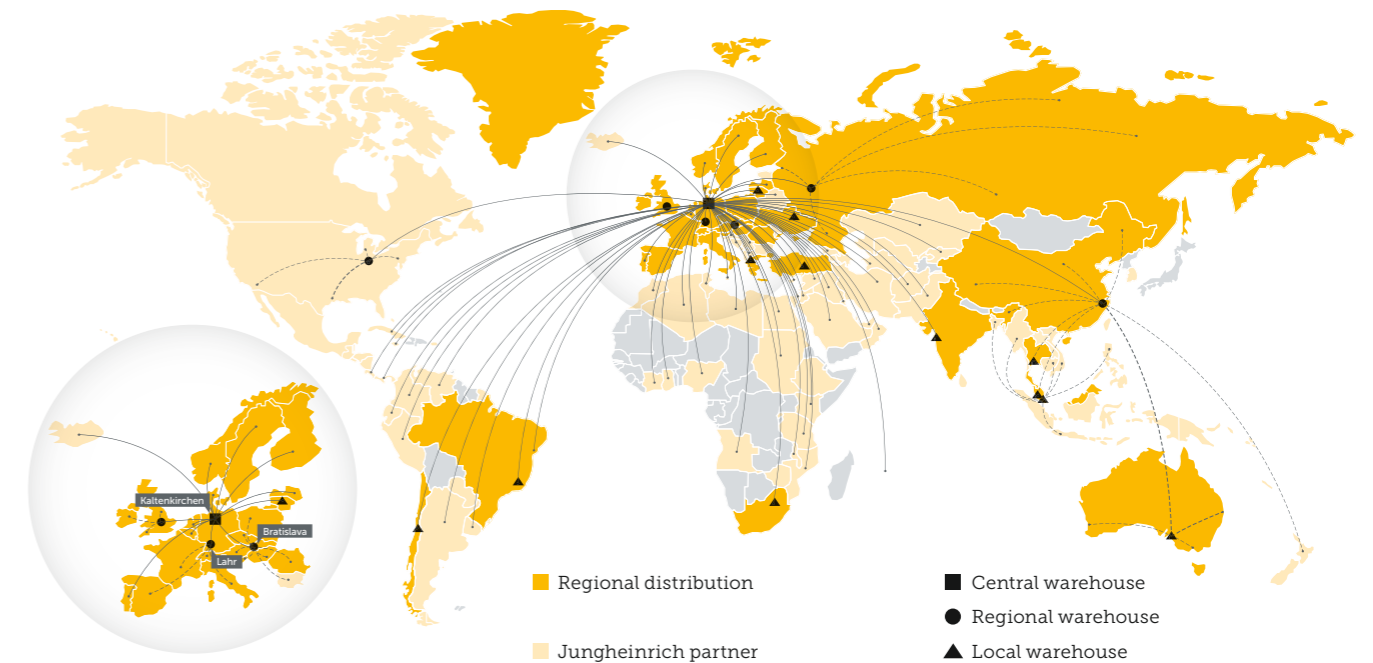 Kaltenkirchen
Bratislava
Lahr
Regional distribution
Central warehouse
Regional warehouse
Jungheinrich partner
Local warehouse